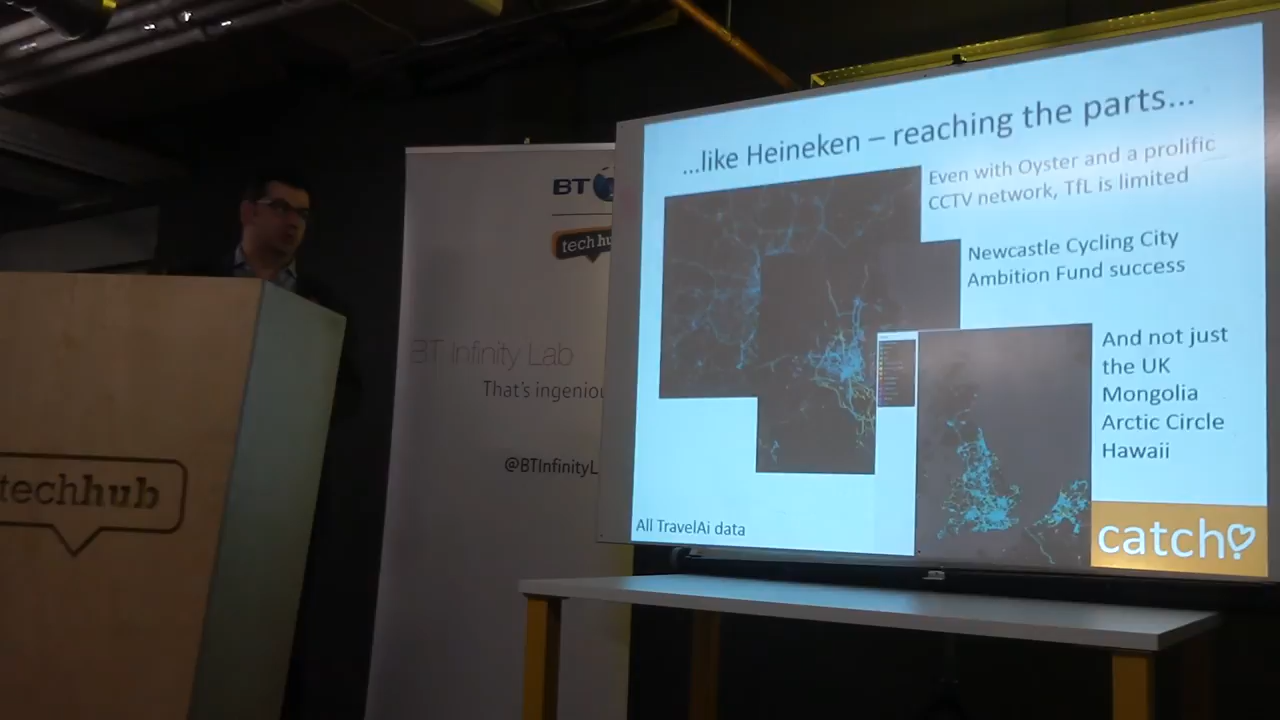 ...like Heineken – reaching the parts...
Even with Oyster and a prolific
CCTV network, TfL is limited
Newcastle Cycling City
Ambition Fund success
And not just
the UK
Mongolia
Arctic Circle
Hawaii
All TravelAi data
catch!
BT
tech hu
BT Infinity Lab
That's ingeniou
@BTInfinityL
techhub